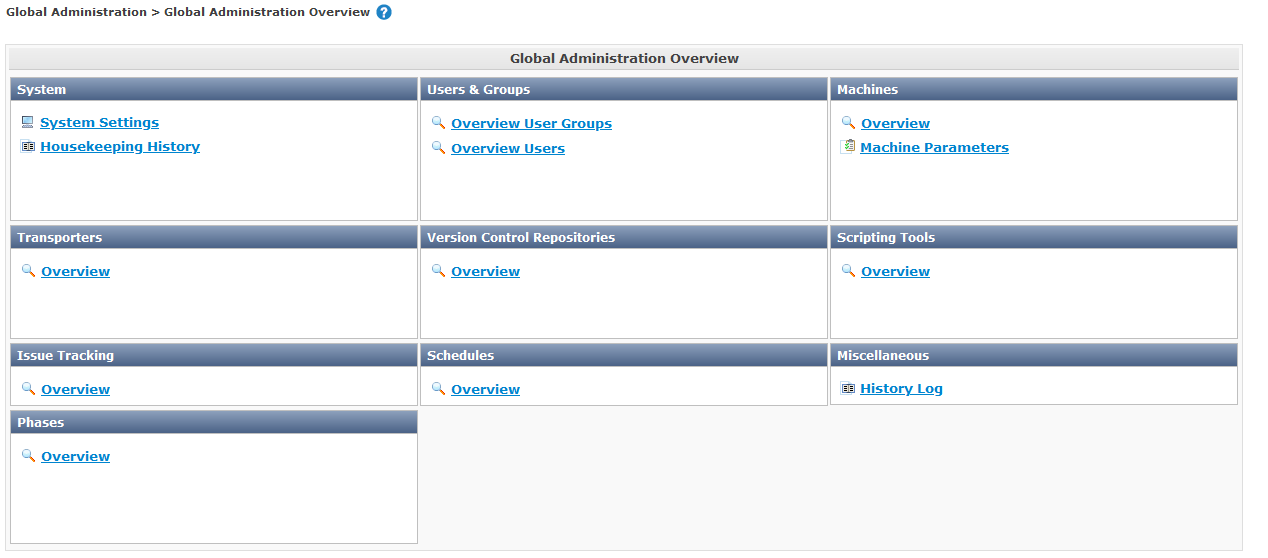 Global Administration > Global Administration Overview ?
Global Administration Overview
System
System Settings
Housekeeping History
Users & Groups
Overview User Groups
Overview Users
Machines
Overview
Machine Parameters
Transporters
Overview
Version Control Repositories
Overview
Scripting Tools
Overview
Issue Tracking
Overview
Schedules
Overview
Miscellaneous
History Log
Phases
Overview